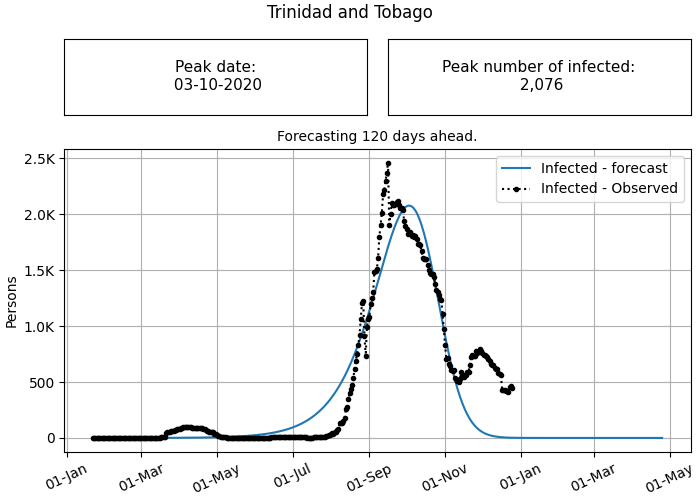 Trinidad and Tobago
Peak date:
03-10-2020
Peak number of infected:
2,076
Forecasting 120 days ahead.
Infected - forecast
Infected - Observed
Persons
2.5K
2.0K
1.5K
1.0K
500
0
01-Jan
01-Mar
01-May
01-Jul
01-Sep
01-Nov
01-Jan
01-Mar
01-May